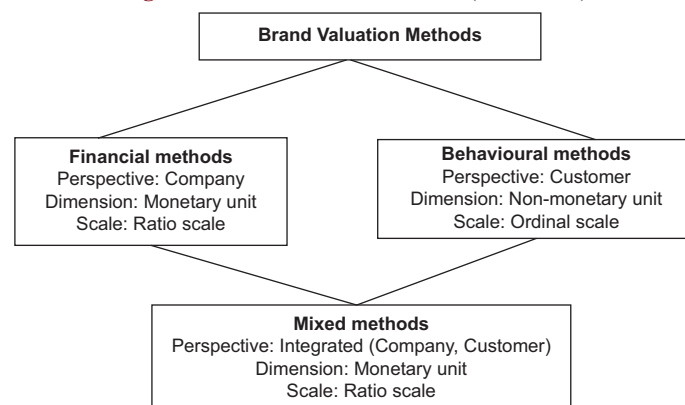 Brand Valuation Methods
Financial methods
Perspective: Company
Dimension: Monetary unit
Scale: Ratio scale
Behavioural methods
Perspective: Customer
Dimension: Non-monetary unit
Scale: Ordinal scale
Mixed methods
Perspective: Integrated (Company, Customer)
Dimension: Monetary unit
Scale: Ratio scale